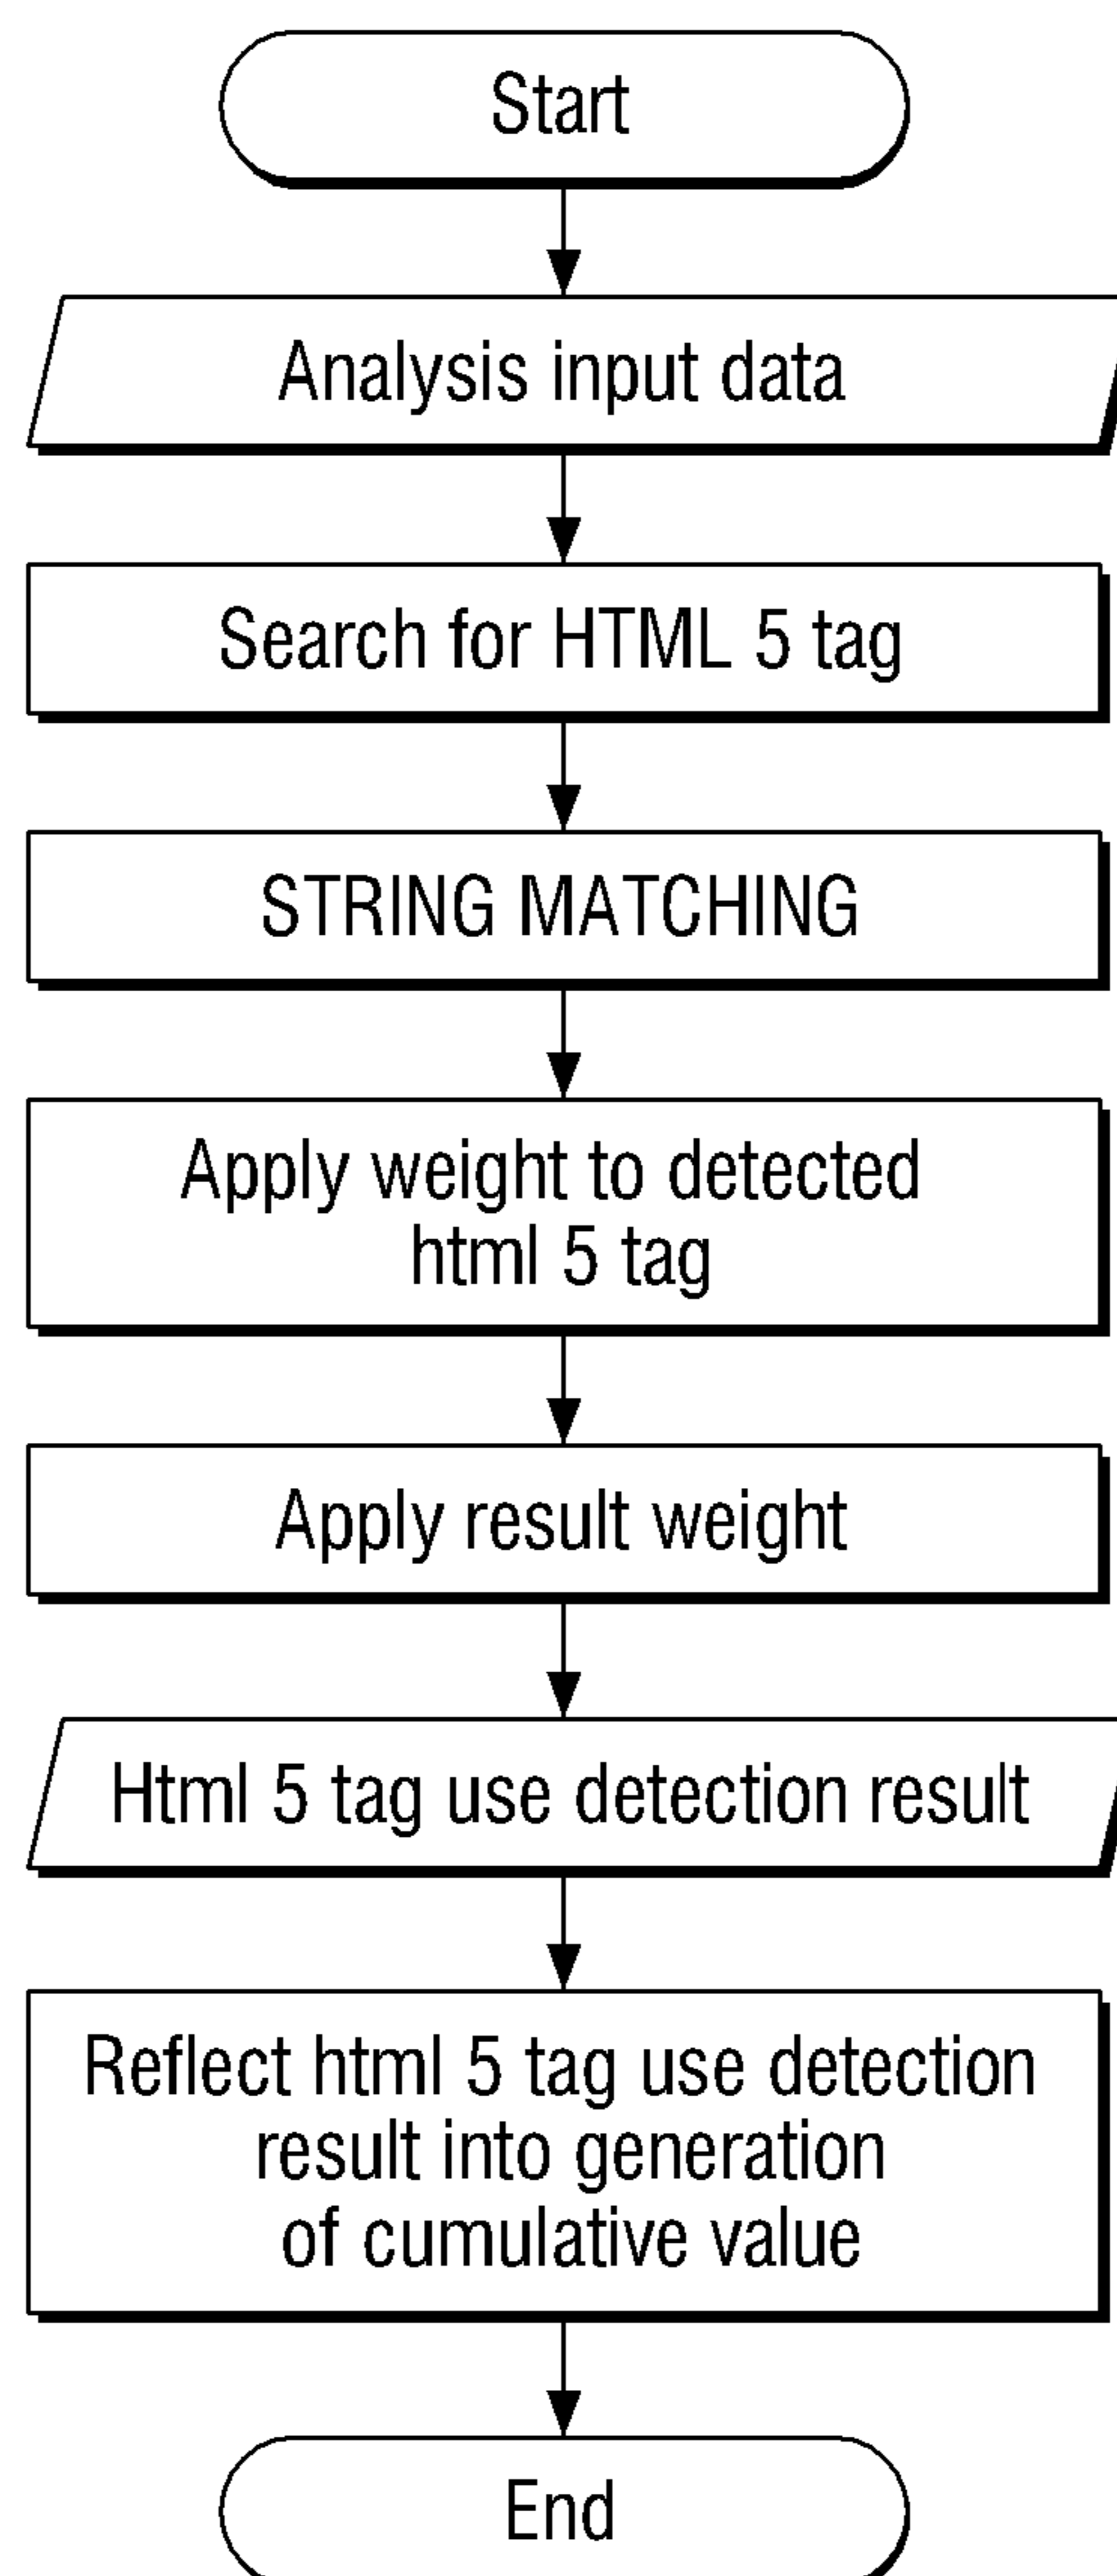 Start
Analysis input data
Search for HTML 5 tag
STRING MATCHING
Apply weight to detected
html 5 tag
Apply result weight
Html 5 tag use detection result
Reflect html 5 tag use detection
result into generation
of cumulative value
End